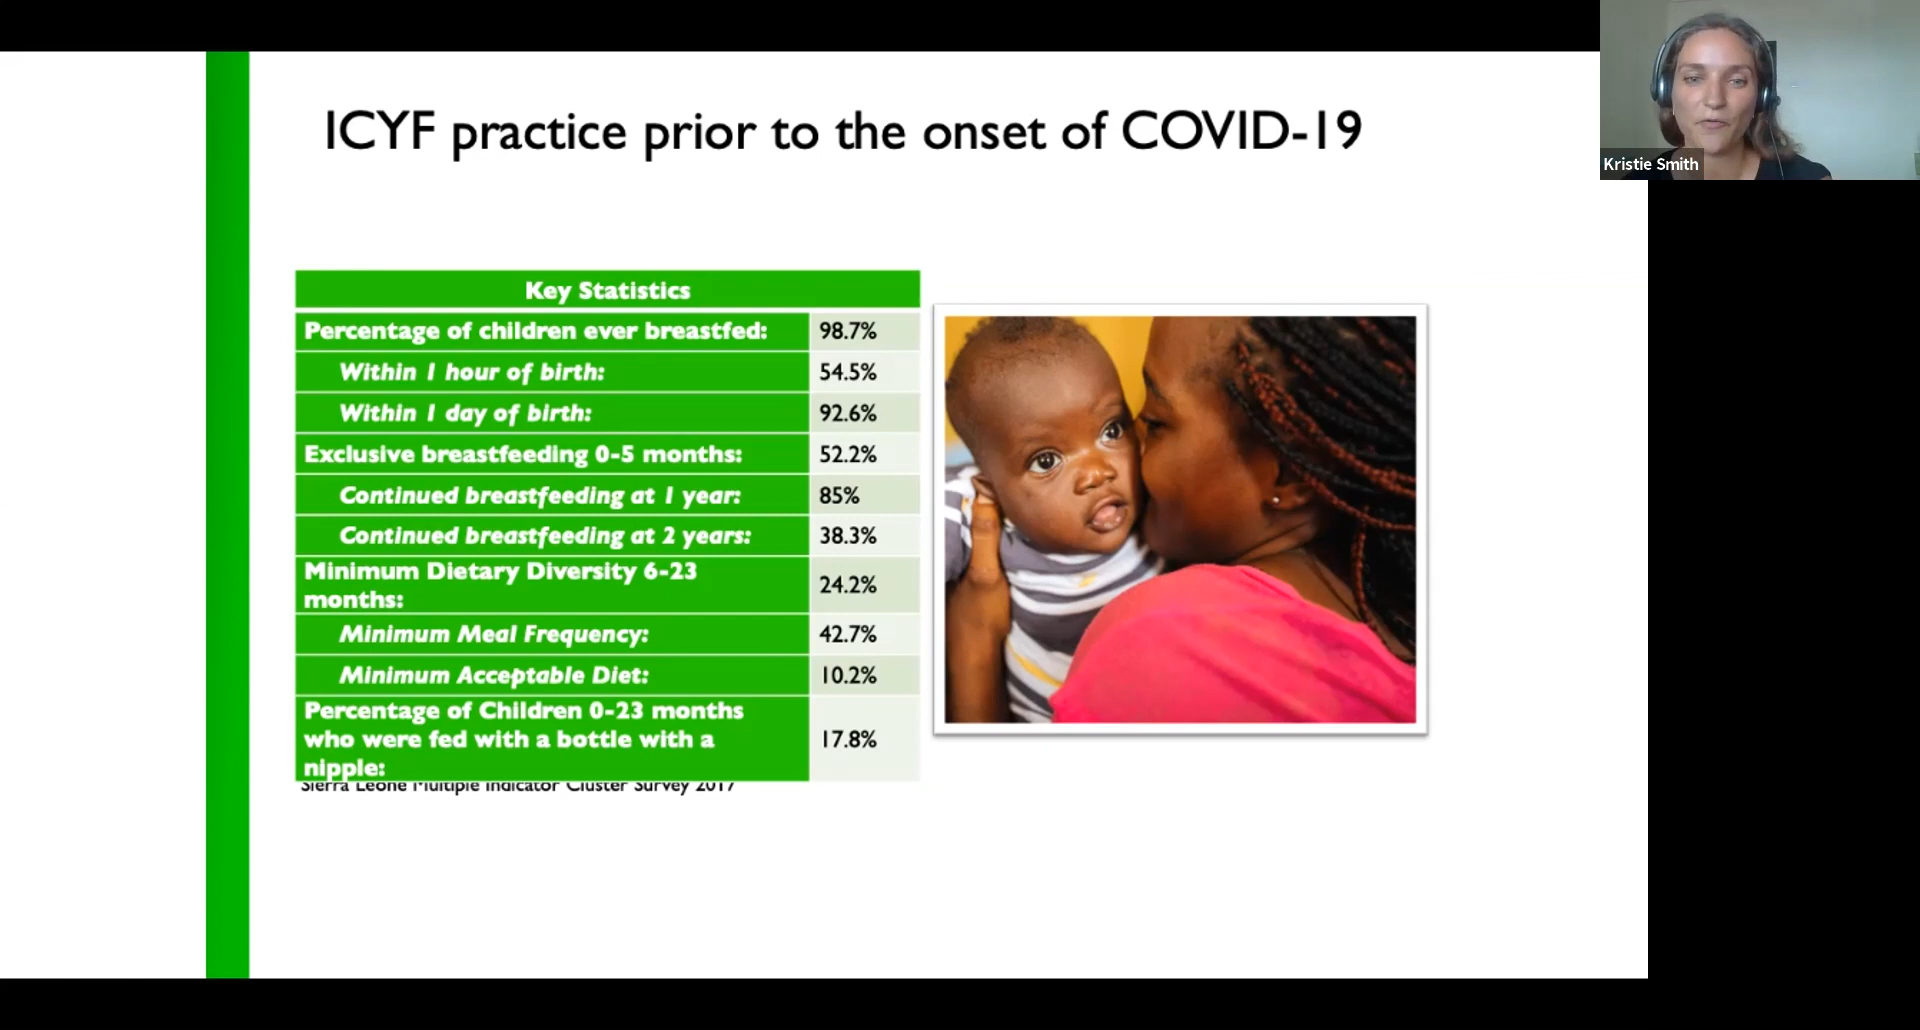 ICYF practice prior to the onset of COVID-19
Kristie Smith
Key Statistics
Percentage of children ever breastfed: 98.7%
Within 1 hour of birth: 54.5%
Within 1 day of birth: 92.6%
Exclusive breastfeeding 0-5 months: 52.2%
Continued breastfeeding at 1 year: 85%
Continued breastfeeding at 2 years: 38.3%
Minimum Dietary Diversity 6-23
months: 24.2%
Minimum Meal Frequency: 42.7%
Minimum Acceptable Diet: 10.2%
Percentage of Children 0-23 months
who were fed with a bottle with a
nipple: 17.8%
Sierra Leone Multiple Indicator Cluster Survey 2017